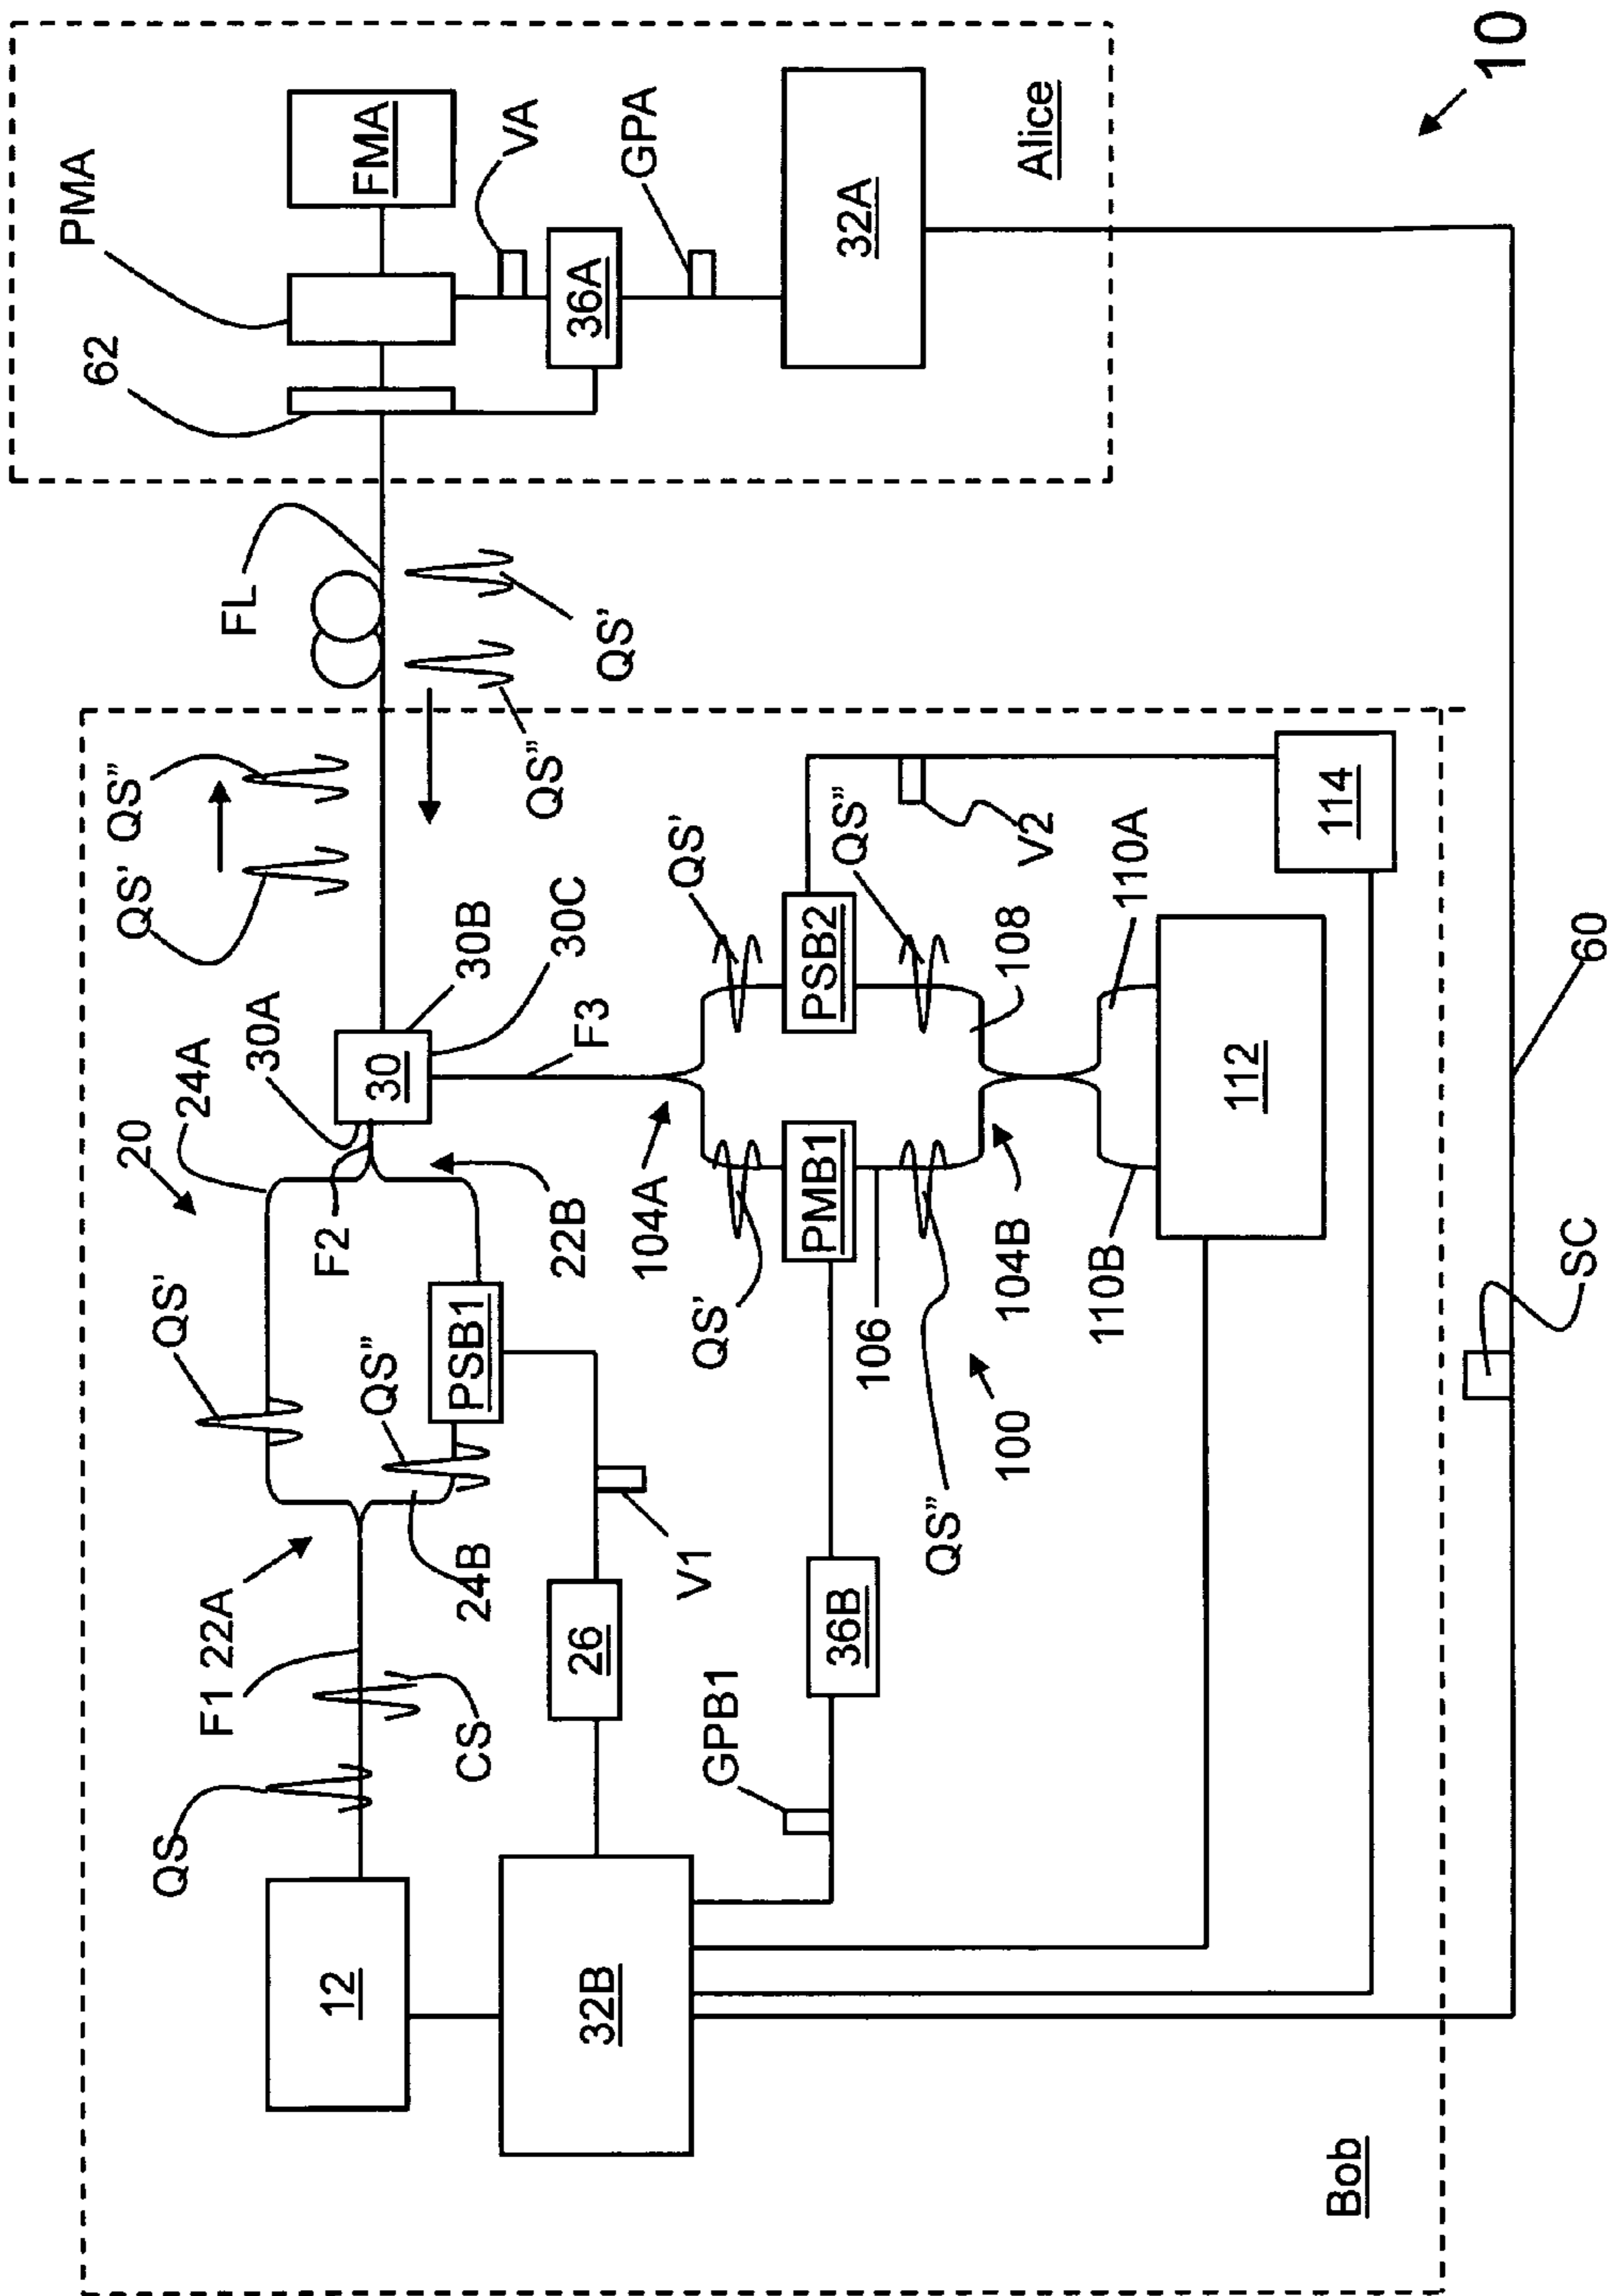 PMA
FMA
62
VA
36A
GPA
32A
Alice
10
FL
QS'
QS"
QS' QS"
20
24A
30A
30
30B
30C
F2
22B
F3
QS'
QS"
PSB1
24B
F1 22A
QS
CS
12
26
V1
32B
GPB1
36B
104A
QS'
QS'
PMB1
PSB2
106
QS"
QS"
V2
108
104B
100
110B
110A
112
114
60
SC
Bob